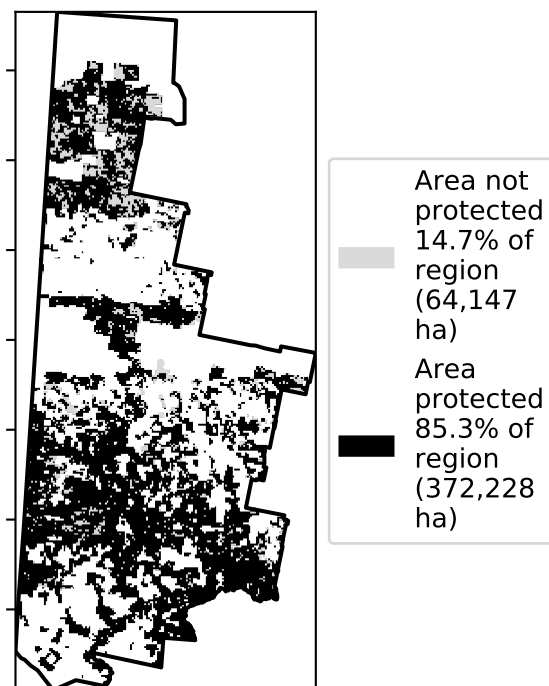 Area not
protected
14.7% of
region
(64,147
ha)
Area
protected
85.3% of
region
(372,228
ha)